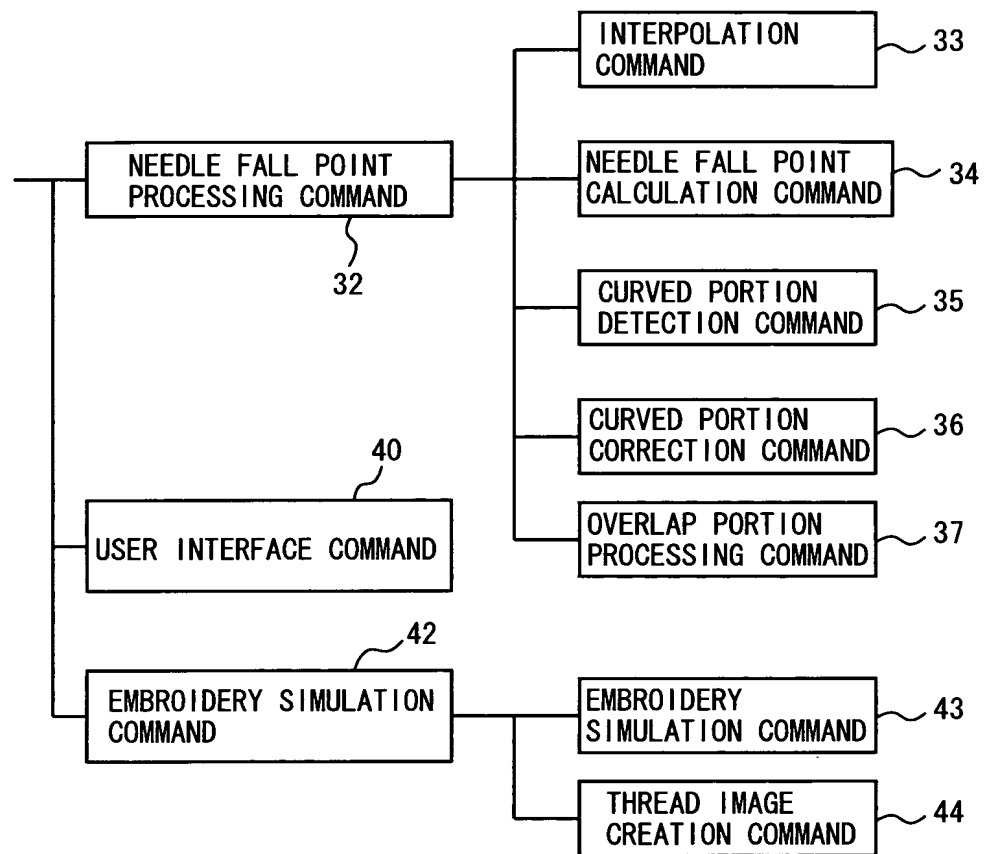 INTERPOLATION
COMMAND
33
NEEDLE FALL POINT
PROCESSING COMMAND
32
NEEDLE FALL POINT
CALCULATION COMMAND
34
CURVED PORTION
DETECTION COMMAND
35
CURVED PORTION
CORRECTION COMMAND
36
40
USER INTERFACE COMMAND
OVERLAP PORTION
PROCESSING COMMAND
37
42
EMBROIDERY SIMULATION
COMMAND
EMBROIDERY
SIMULATION COMMAND
43
THREAD IMAGE
CREATION COMMAND
44